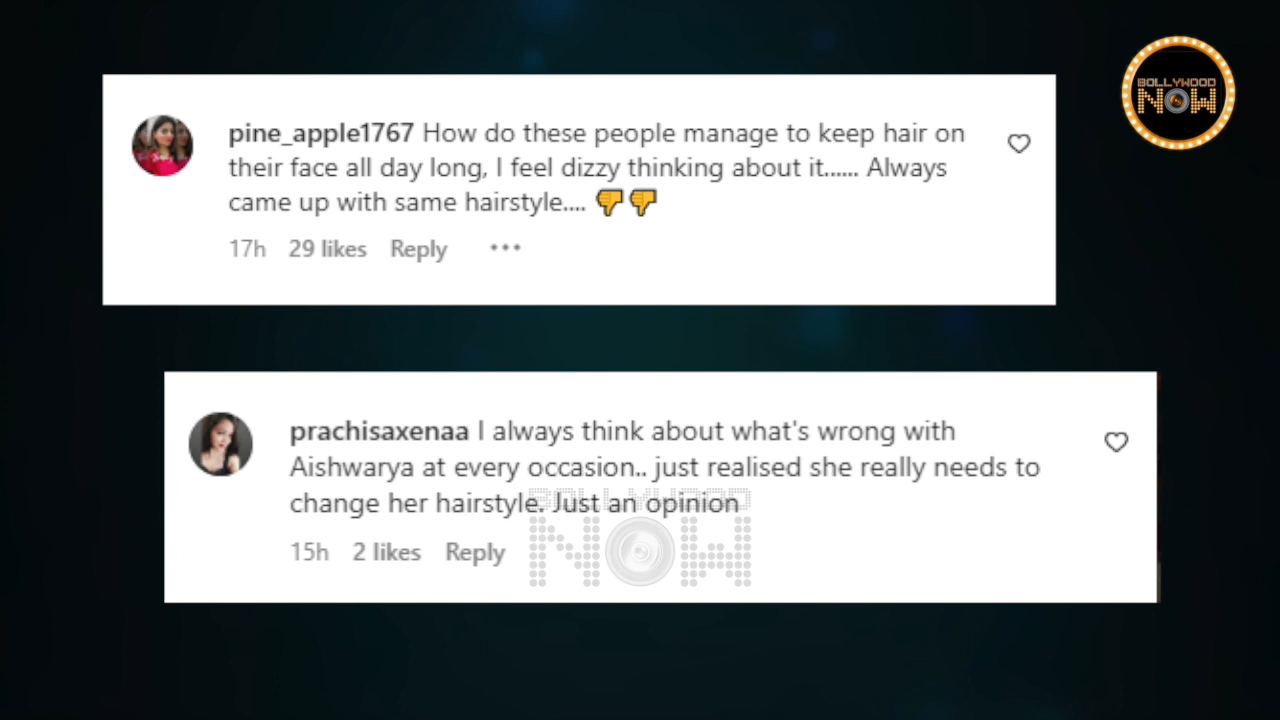 BOLLYWOOD
NOW
pine_apple1767 How do these people manage to keep hair on
their face all day long, I feel dizzy thinking about it...... Always
came up with same hairstyle.... 👎👎
17h 29 likes Reply •••
prachisaxenaa I always think about what's wrong with
Aishwarya at every occasion.. just realised she really needs to
change her hairstyle. Just an opinion
15h 2 likes Reply
BOLLYWOOD
NOW